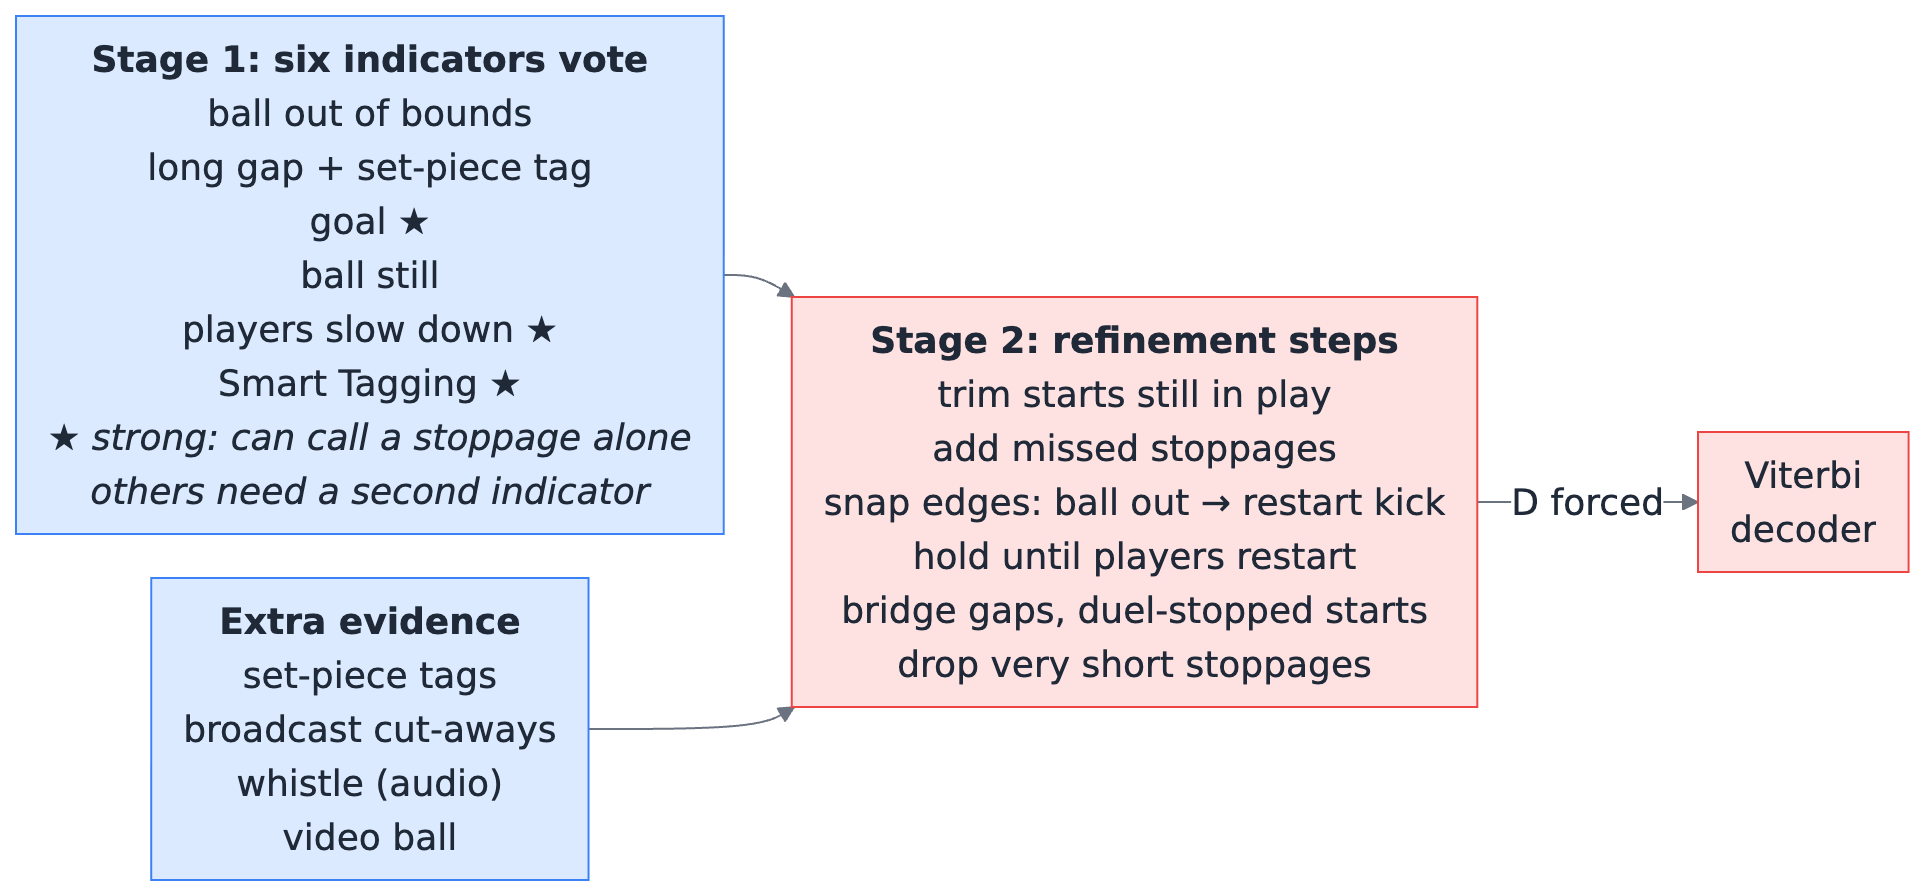 Stage 1: six indicators vote
ball out of bounds
long gap + set-piece tag
goal ★
ball still
players slow down ★
Smart Tagging ★
★ strong: can call a stoppage alone
others need a second indicator
Extra evidence
set-piece tags
broadcast cut-aways
whistle (audio)
video ball
Stage 2: refinement steps
trim starts still in play
add missed stoppages
snap edges: ball out → restart kick
hold until players restart
bridge gaps, duel-stopped starts
drop very short stoppages
D forced
Viterbi
decoder